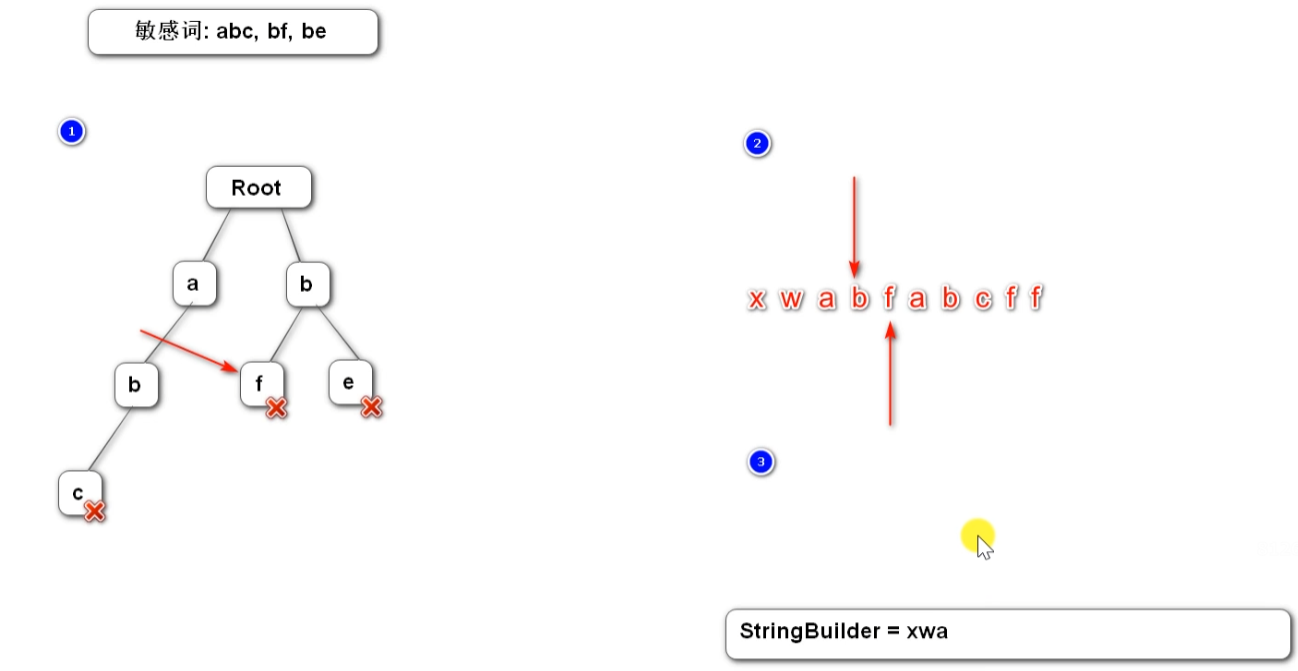 敏感词: abc, bf, be
1
Root
a b
b f e
c
2
x w a b f a b c f f
3
StringBuilder = xwa